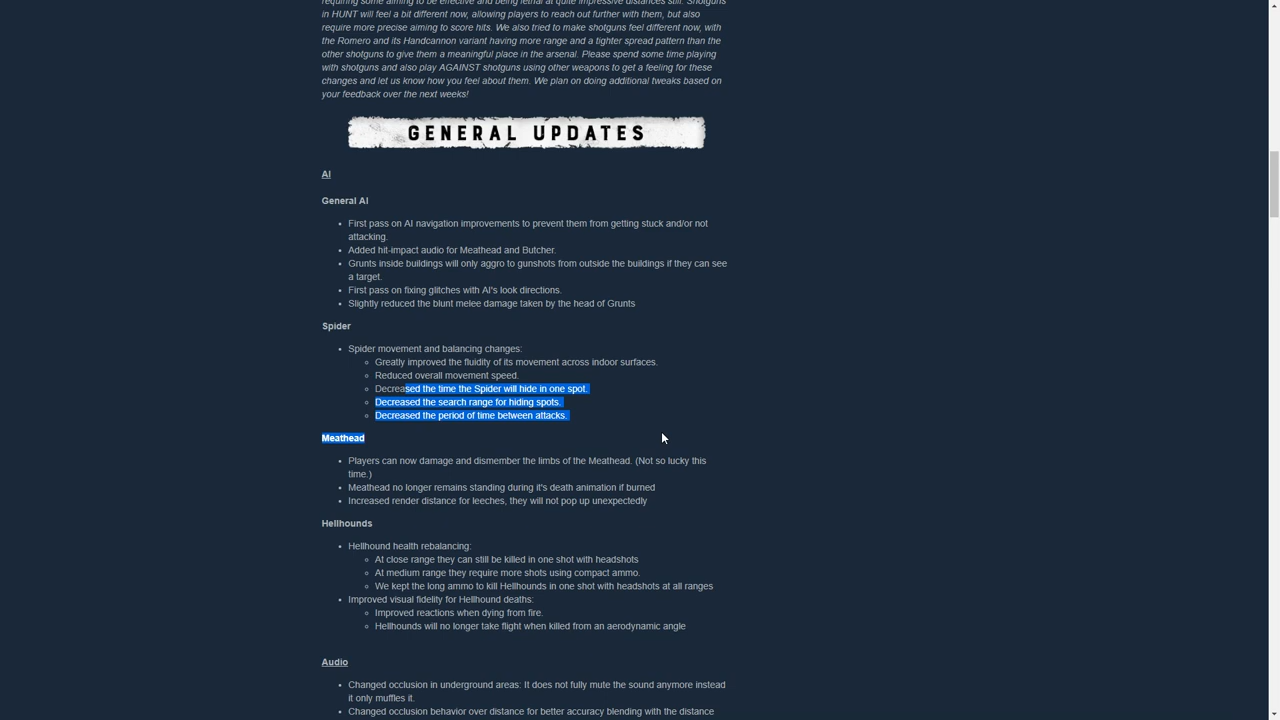 requiring some aiming to be effective and being lethal at quite impressive distances still. Shotguns
in HUNT will feel a bit different now, allowing players to reach out further with them, but also
require more precise aiming to score hits. We also tried to make shotguns feel different now, with
the Romero and its Handcannon variant having more range and a tighter spread pattern than the
other shotguns to give them a meaningful place in the arsenal. Please spend some time playing
with shotguns and also play AGAINST shotguns using other weapons to get a feeling for these
changes and let us know how you feel about them. We plan on doing additional tweaks based on
your feedback over the next weeks!
GENERAL UPDATES
AI
General AI
• First pass on AI navigation improvements to prevent them from getting stuck and/or not
attacking.
• Added hit-impact audio for Meathead and Butcher.
• Grunts inside buildings will only aggro to gunshots from outside the buildings if they can see
a target.
• First pass on fixing glitches with AI's look directions.
• Slightly reduced the blunt melee damage taken by the head of Grunts
Spider
• Spider movement and balancing changes:
◦ Greatly improved the fluidity of its movement across indoor surfaces.
◦ Reduced overall movement speed.
◦ Decreased the time the Spider will hide in one spot.
◦ Decreased the search range for hiding spots.
◦ Decreased the period of time between attacks.
Meathead
• Players can now damage and dismember the limbs of the Meathead. (Not so lucky this
time.)
• Meathead no longer remains standing during it's death animation if burned
• Increased render distance for leeches, they will not pop up unexpectedly
Hellhounds
• Hellhound health rebalancing:
◦ At close range they can still be killed in one shot with headshots
◦ At medium range they require more shots using compact ammo.
◦ We kept the long ammo to kill Hellhounds in one shot with headshots at all ranges
• Improved visual fidelity for Hellhound deaths:
◦ Improved reactions when dying from fire.
◦ Hellhounds will no longer take flight when killed from an aerodynamic angle
Audio
• Changed occlusion in underground areas: It does not fully mute the sound anymore instead
it only muffles it.
• Changed occlusion behavior over distance for better accuracy blending with the distance